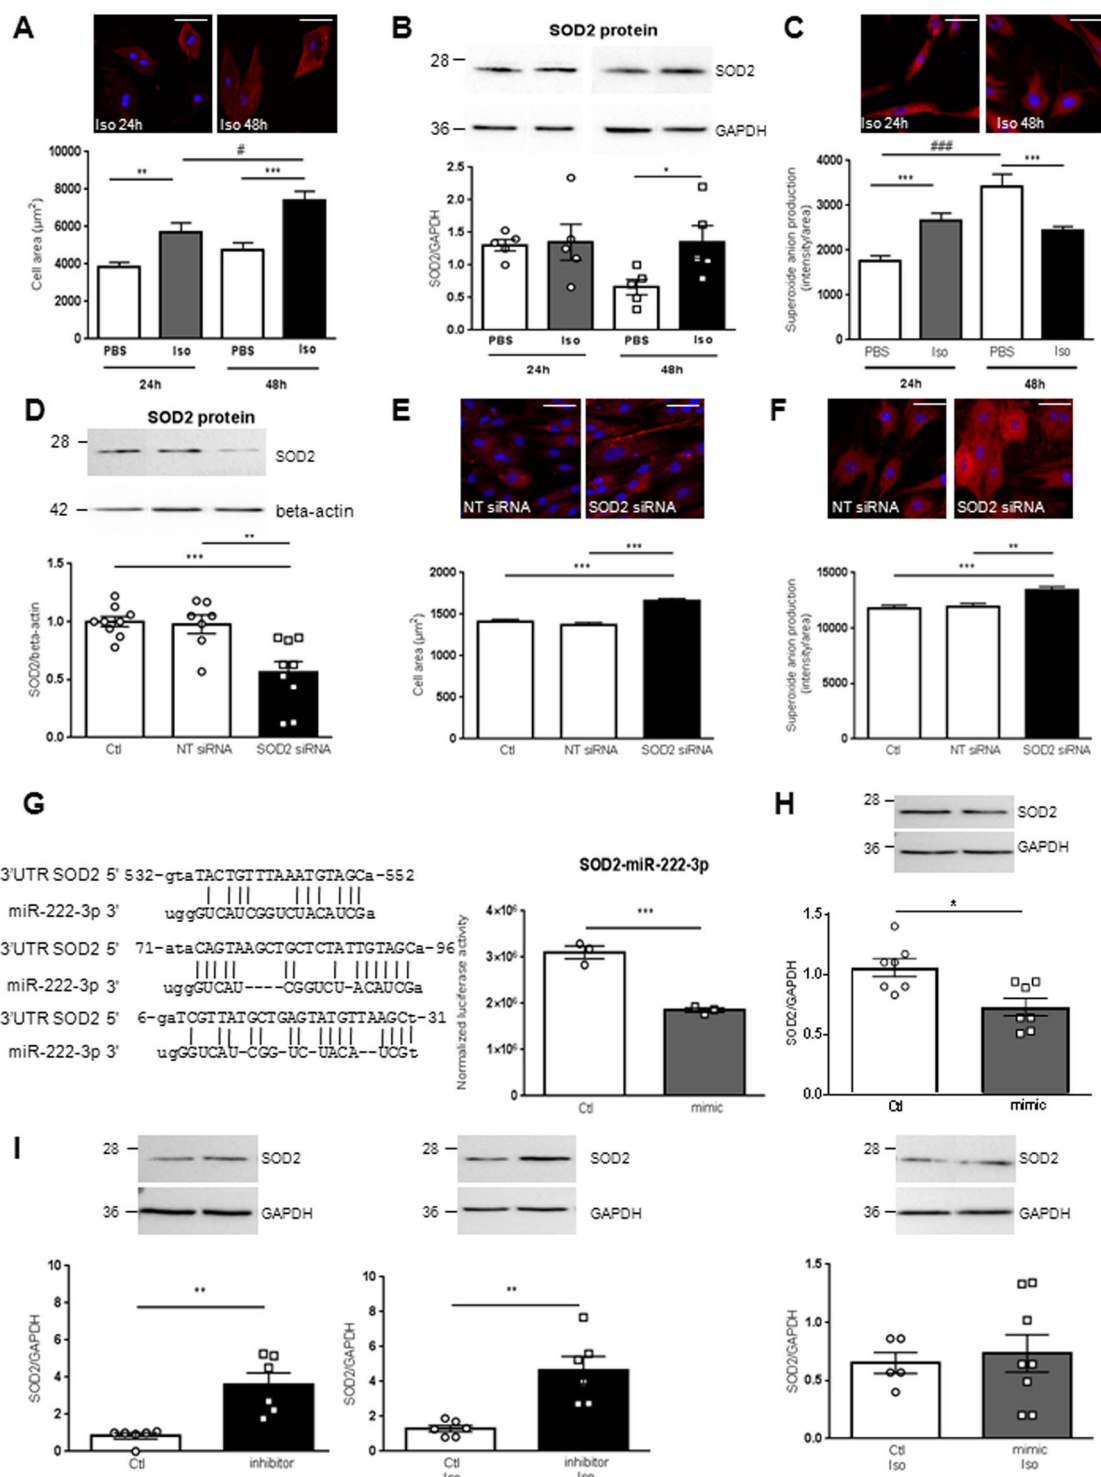 A
Iso 24h
Iso 48h
Cell area (µm²)
10000
8000
6000
4000
2000
0
**
#
***
PBS
Iso
PBS
Iso
24h
48h
B
SOD2 protein
28
SOD2
36
GAPDH
SOD2/GAPDH
2.5
2.0
1.5
1.0
0.5
0.0
*
PBS
Iso
PBS
Iso
24h
48h
C
Iso 24h
Iso 48h
Superoxide anion production
(intensity/area)
4000
3000
2000
1000
0
###
***
***
PBS
Iso
PBS
Iso
24h
48h
D
SOD2 protein
28
SOD2
42
beta-actin
SOD2/beta-actin
1.5
1.0
0.5
0.0
**
***
Ctl
NT siRNA
SOD2 siRNA
E
NT siRNA
SOD2 siRNA
Cell area (µm²)
2000
1500
1000
500
0
***
***
Ctl
NT siRNA
SOD2 siRNA
F
NT siRNA
SOD2 siRNA
Superoxide anion production
(intensity/area)
15000
10000
5000
0
**
***
Ctl
NT siRNA
SOD2 siRNA
G
3'UTR SOD2 5' 532-gtaTACTGTTTAAATGTAGCa-552
miR-222-3p 3' uggGUCAUCGGUCUACAUCGa
3'UTR SOD2 5' 71-ataCAGTAAGCTGCTCTATTGTAGCa-96
miR-222-3p 3' uggGUCAU----CGGUCU-ACAUCGa
3'UTR SOD2 5' 6-gaTCGTTATGCTGAGTATGTTAAGCt-31
miR-222-3p 3' ugGGUCAU-CGG-UC-UACA--UCGt
SOD2-miR-222-3p
Normalized luciferase activity
4×10⁶
3×10⁶
2×10⁶
1×10⁶
0
***
Ctl
mimic
H
28
SOD2
36
GAPDH
SOD2/GAPDH
1.5
1.0
0.5
0.0
*
Ctl
mimic
I
28
SOD2
36
GAPDH
SOD2/GAPDH
10
8
6
4
2
0
**
Ctl
inhibitor
28
SOD2
36
GAPDH
SOD2/GAPDH
10
8
6
4
2
0
**
Ctl
Iso
inhibitor
Iso
28
SOD2
36
GAPDH
SOD2/GAPDH
1.5
1.0
0.5
0.0
Ctl
Iso
mimic
Iso